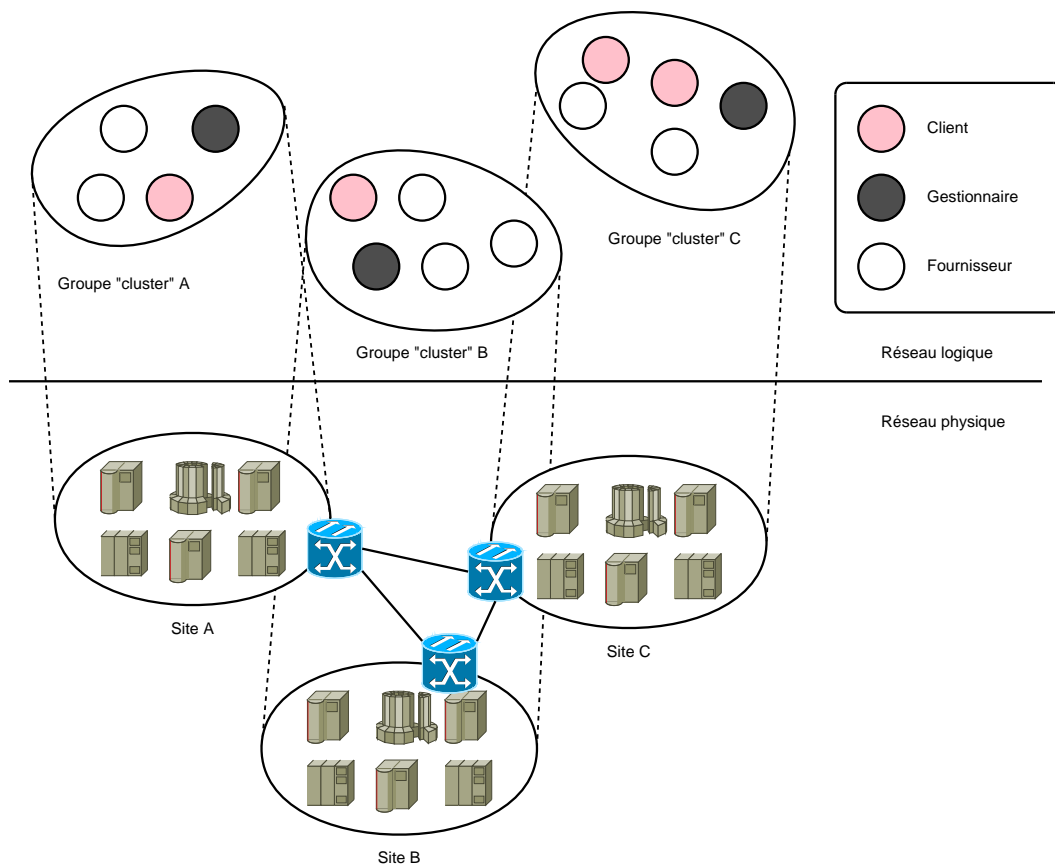 Client
Gestionnaire
Fournisseur
Groupe "cluster" A
Groupe "cluster" C
Groupe "cluster" B
Réseau logique
Réseau physique
Site A
Site C
Site B